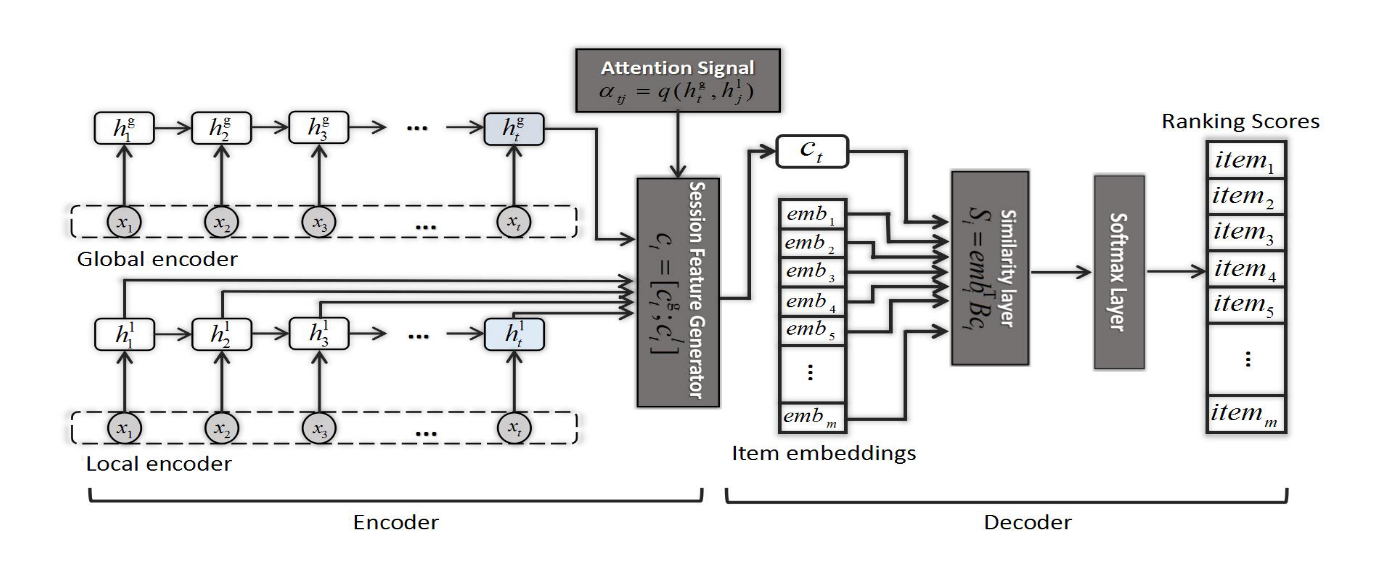 Attention Signal
α_tj = q(h_t^g, h_j^l)
h_1^g h_2^g h_3^g ... h_t^g
x_1 x_2 x_3 ... x_t
Global encoder
h_1^l h_2^l h_3^l ... h_t^l
x_1 x_2 x_3 ... x_t
Local encoder
Session Feature Generator
c_t = [c_t^g; c_t^l]
Encoder
c_t
emb_1
emb_2
emb_3
emb_4
emb_5
⋮
emb_m
Item embeddings
Similarity layer
S_i = emb_i^T B c_t
Softmax Layer
Ranking Scores
item_1
item_2
item_3
item_4
item_5
⋮
item_m
Decoder